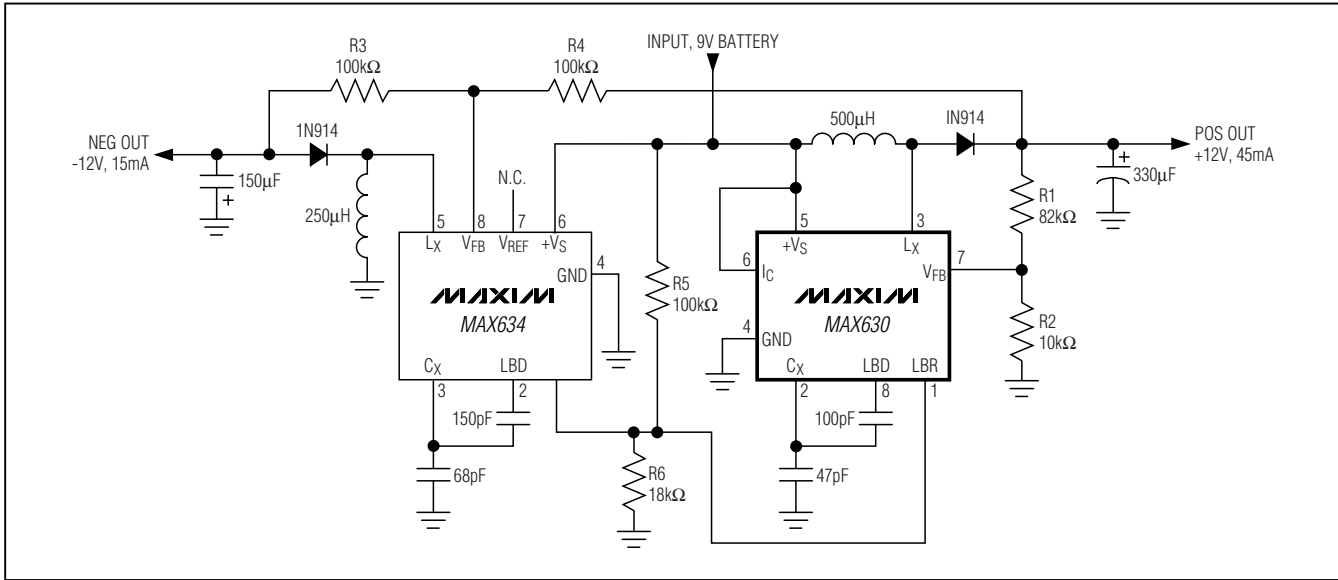 INPUT, 9V BATTERY
R3
100kΩ
R4
100kΩ
500µH
IN914
1N914
NEG OUT
-12V, 15mA
POS OUT
+12V, 45mA
150µF
+
250µH
N.C.
+
330µF
R1
82kΩ
5
8
7
6
LX
VFB
VREF
+VS
GND
4
MAXIM
MAX634
CX
LBD
3
2
150pF
68pF
R5
100kΩ
R6
18kΩ
5
3
+VS
LX
6
IC
VFB
7
MAXIM
MAX630
4
GND
CX
LBD
LBR
2
8
1
100pF
47pF
R2
10kΩ